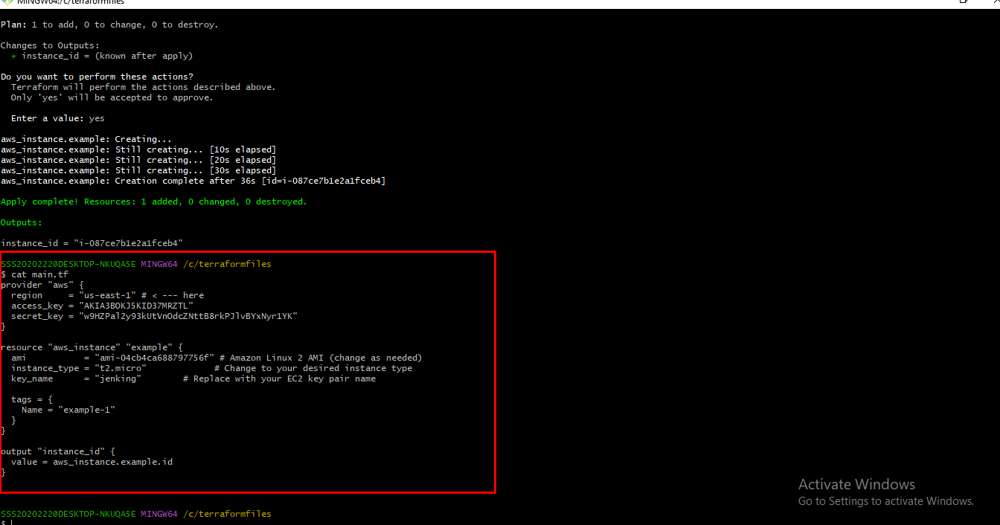 MINGW64:/c/terraformfiles
Plan: 1 to add, 0 to change, 0 to destroy.
Changes to Outputs:
+ instance_id = (known after apply)
Do you want to perform these actions?
Terraform will perform the actions described above.
Only 'yes' will be accepted to approve.
Enter a value: yes
aws_instance.example: Creating...
aws_instance.example: Still creating... [10s elapsed]
aws_instance.example: Still creating... [20s elapsed]
aws_instance.example: Still creating... [30s elapsed]
aws_instance.example: Creation complete after 36s [id=i-087ce7b1e2a1fceb4]
Apply complete! Resources: 1 added, 0 changed, 0 destroyed.
Outputs:
instance_id = "i-087ce7b1e2a1fceb4"
SSS2020222@DESKTOP-NKUQA5E MINGW64 /c/terraformfiles
$ cat main.tf
provider "aws" {
region     = "us-east-1" # < --- here
access_key = "AKIA3BOKJ5KID37MRZTL"
secret_key = "w9HZPal2y93kUtVnOdcZNttB8rkPJlvBYxNyr1YK"
}
resource "aws_instance" "example" {
ami           = "ami-04cb4ca688797756f" # Amazon Linux 2 AMI (change as needed)
instance_type = "t2.micro"             # Change to your desired instance type
key_name      = "jenking"        # Replace with your EC2 key pair name
tags = {
Name = "example-1"
}
}
output "instance_id" {
value = aws_instance.example.id
}
Activate Windows
Go to Settings to activate Windows.
SSS2020222@DESKTOP-NKUQA5E MINGW64 /c/terraformfiles
$